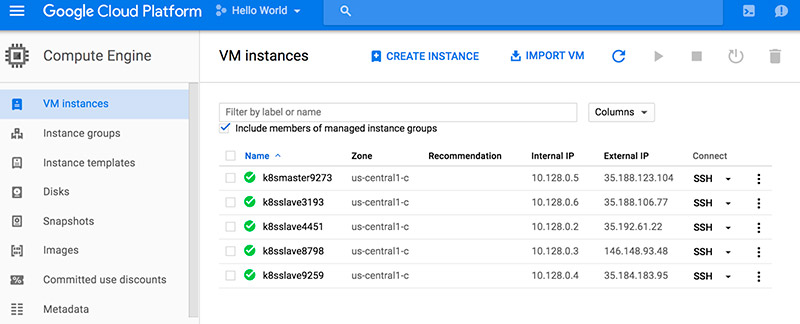 Google Cloud Platform Hello World
Compute Engine VM instances CREATE INSTANCE IMPORT VM
VM instances
Instance groups
Instance templates
Disks
Snapshots
Images
Committed use discounts
Metadata
Filter by label or name Columns
Include members of managed instance groups
Name Zone Recommendation Internal IP External IP Connect
k8smaster9273 us-central1-c 10.128.0.5 35.188.123.104 SSH
k8sslave3193 us-central1-c 10.128.0.6 35.188.106.77 SSH
k8sslave4451 us-central1-c 10.128.0.2 35.192.61.22 SSH
k8sslave8798 us-central1-c 10.128.0.3 146.148.93.48 SSH
k8sslave9259 us-central1-c 10.128.0.4 35.184.183.95 SSH